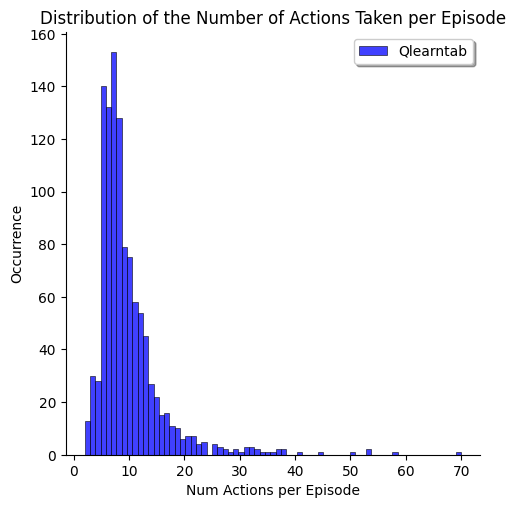 Distribution of the Number of Actions Taken per Episode
Qlearntab
160
140
120
100
80
60
40
20
0
Occurrence
0 10 20 30 40 50 60 70
Num Actions per Episode